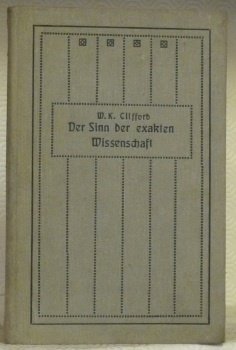 W. K. Clifford
Der Sinn der exakten
Wissenschaft